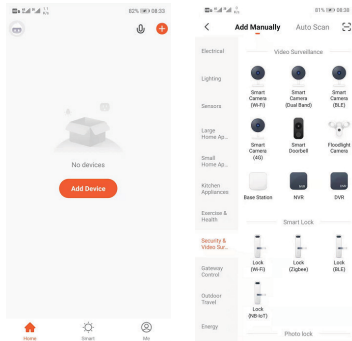 82% 08:33
No devices
Add Device
Home
Smart
Me
81% 08:38
Add Manually
Auto Scan
Electrical
Lighting
Sensors
Large
Home Ap...
Small
Home Ap...
Kitchen
Appliances
Exercise &
Health
Security &
Video Sur...
Gateway
Control
Outdoor
Travel
Energy
Video Surveillance
Smart
Camera
(Wi-Fi)
Smart
Camera
(Dual Band)
Smart
Camera
(BLE)
Smart
Camera
(4G)
Smart
Doorbell
Floodlight
Camera
Base Station
NVR
DVR
Smart Lock
Lock
(Wi-Fi)
Lock
(Zigbee)
Lock
(BLE)
Lock
(NB-IoT)
Photo lock